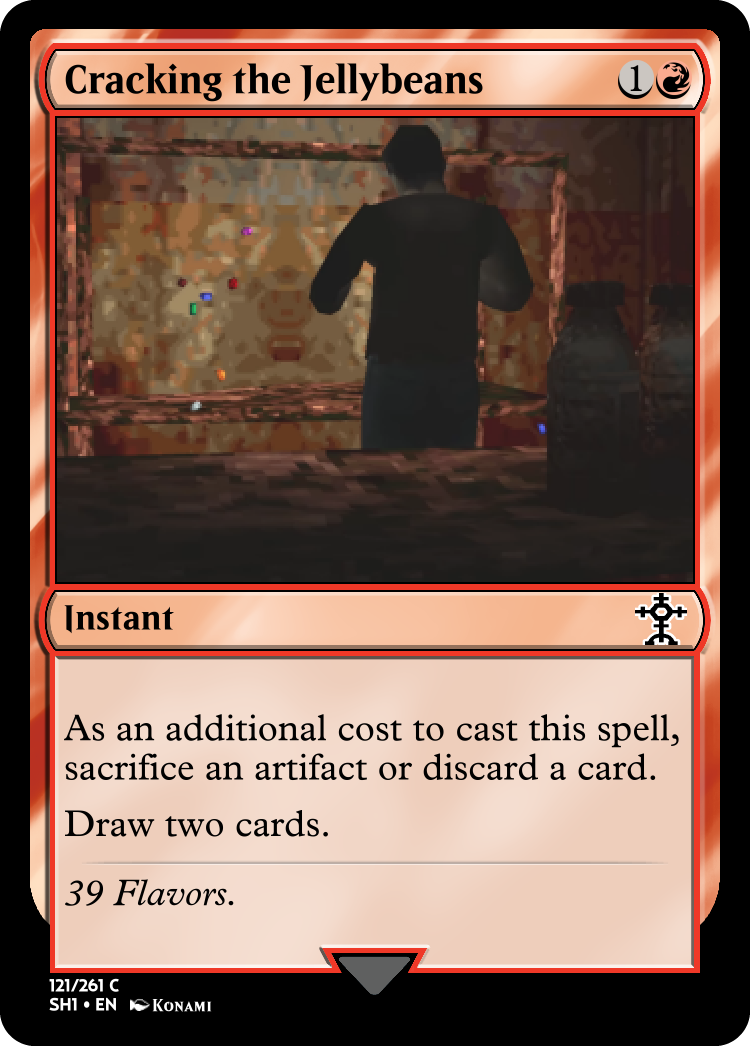 Cracking the Jellybeans 1
Instant
As an additional cost to cast this spell,
sacrifice an artifact or discard a card.
Draw two cards.
39 Flavors.
121/261 C
SH1 • EN KONAMI